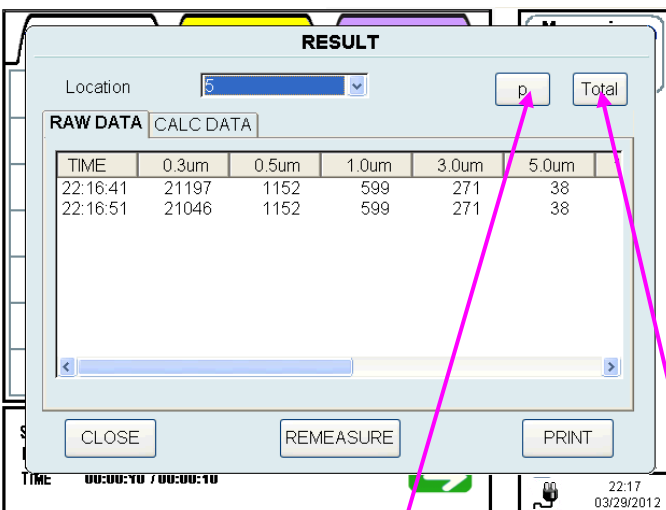 RESULT
Location 5 p. Total
RAW DATA CALC DATA
TIME 0.3um 0.5um 1.0um 3.0um 5.0um
22:16:41 21197 1152 599 271 38
22:16:51 21046 1152 599 271 38
CLOSE REMEASURE PRINT
TIME 00:00:10 / 00:00:10
22:17
03/29/2012